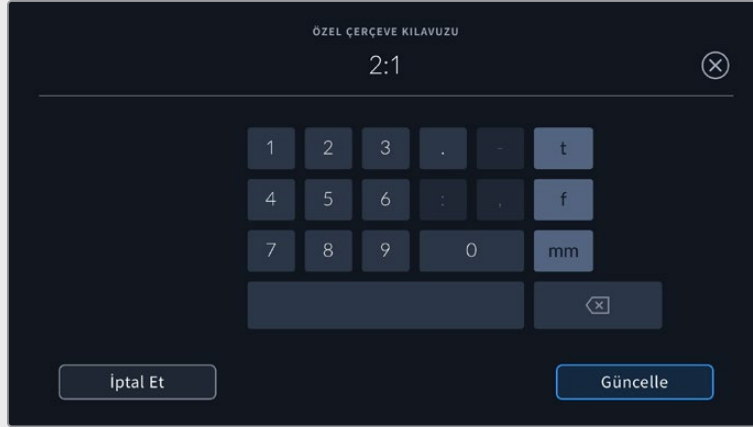 ÖZEL ÇERÇEVE KILAVUZU
2:1
1 2 3 . - t
4 5 6 : , f
7 8 9 0 mm
İptal Et Güncelle